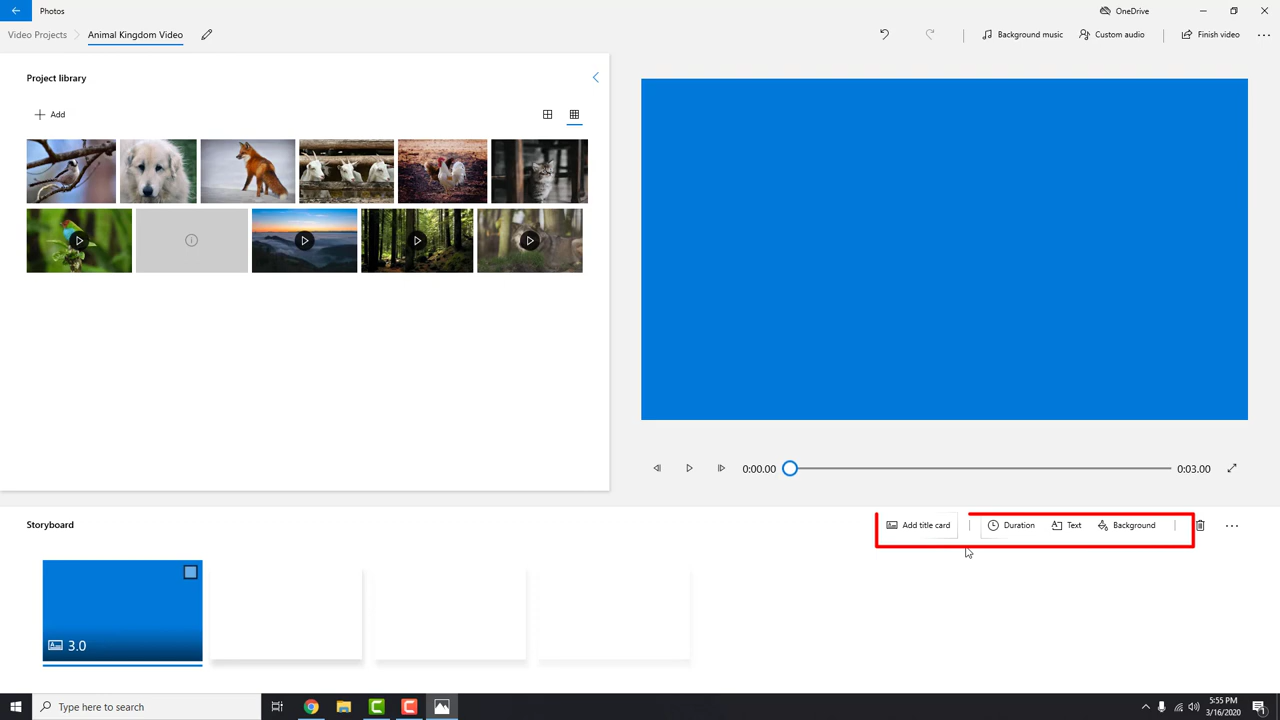 Photos
OneDrive
Video Projects
Animal Kingdom Video
Background music
Custom audio
Finish video
Project library
Add
0:00.00
0:03.00
Storyboard
Add title card
Duration
Text
Background
3.0
Type here to search
5:55 PM
3/16/2020
1